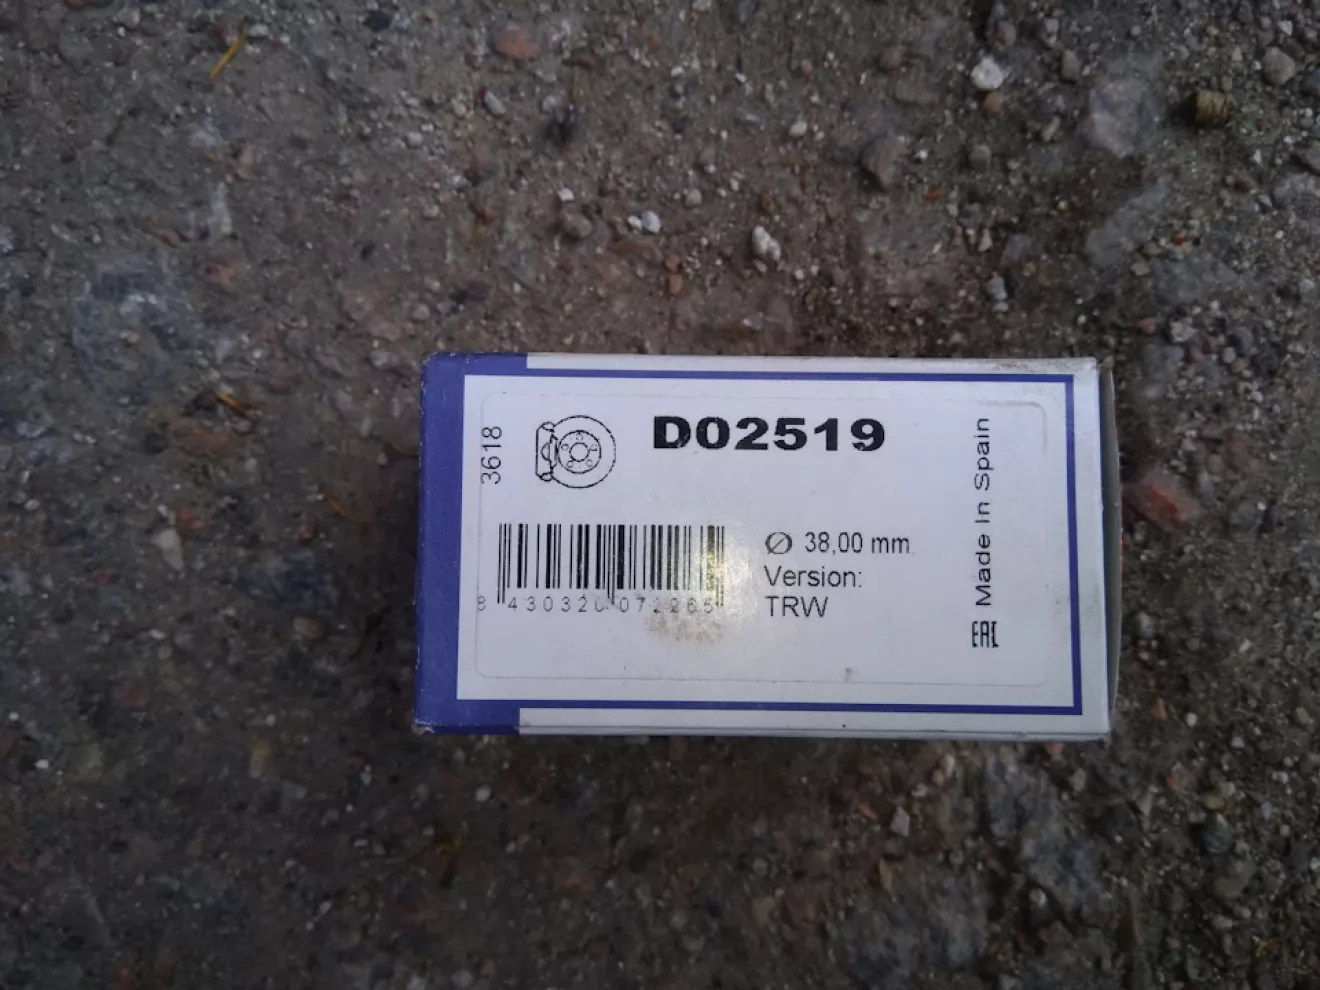 3618
D02519
8 430320 072265
Ø 38,00 mm
Version:
TRW
Made In Spain
EAC